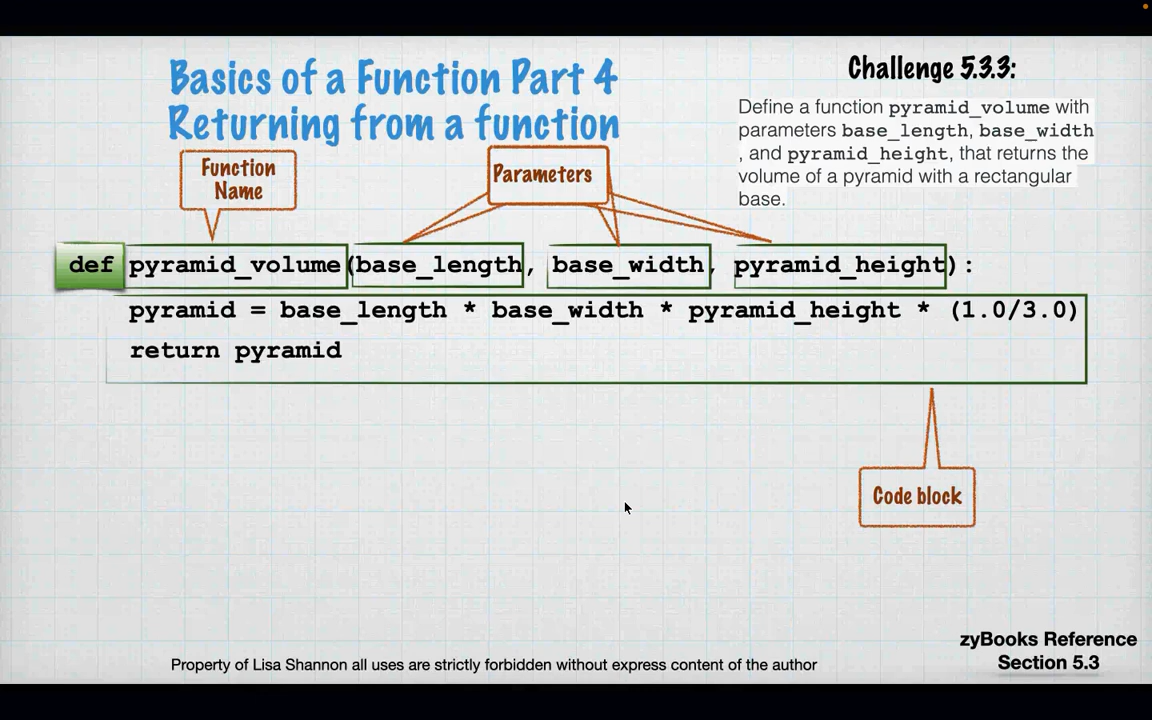 Basics of a Function Part 4
Returning from a function
Challenge 5.3.3:
Define a function pyramid_volume with
parameters base_length, base_width
, and pyramid_height, that returns the
volume of a pyramid with a rectangular
base.
Function
Name
Parameters
def pyramid_volume(base_length, base_width, pyramid_height):
pyramid = base_length * base_width * pyramid_height * (1.0/3.0)
return pyramid
Code block
zyBooks Reference
Section 5.3
Property of Lisa Shannon all uses are strictly forbidden without express content of the author